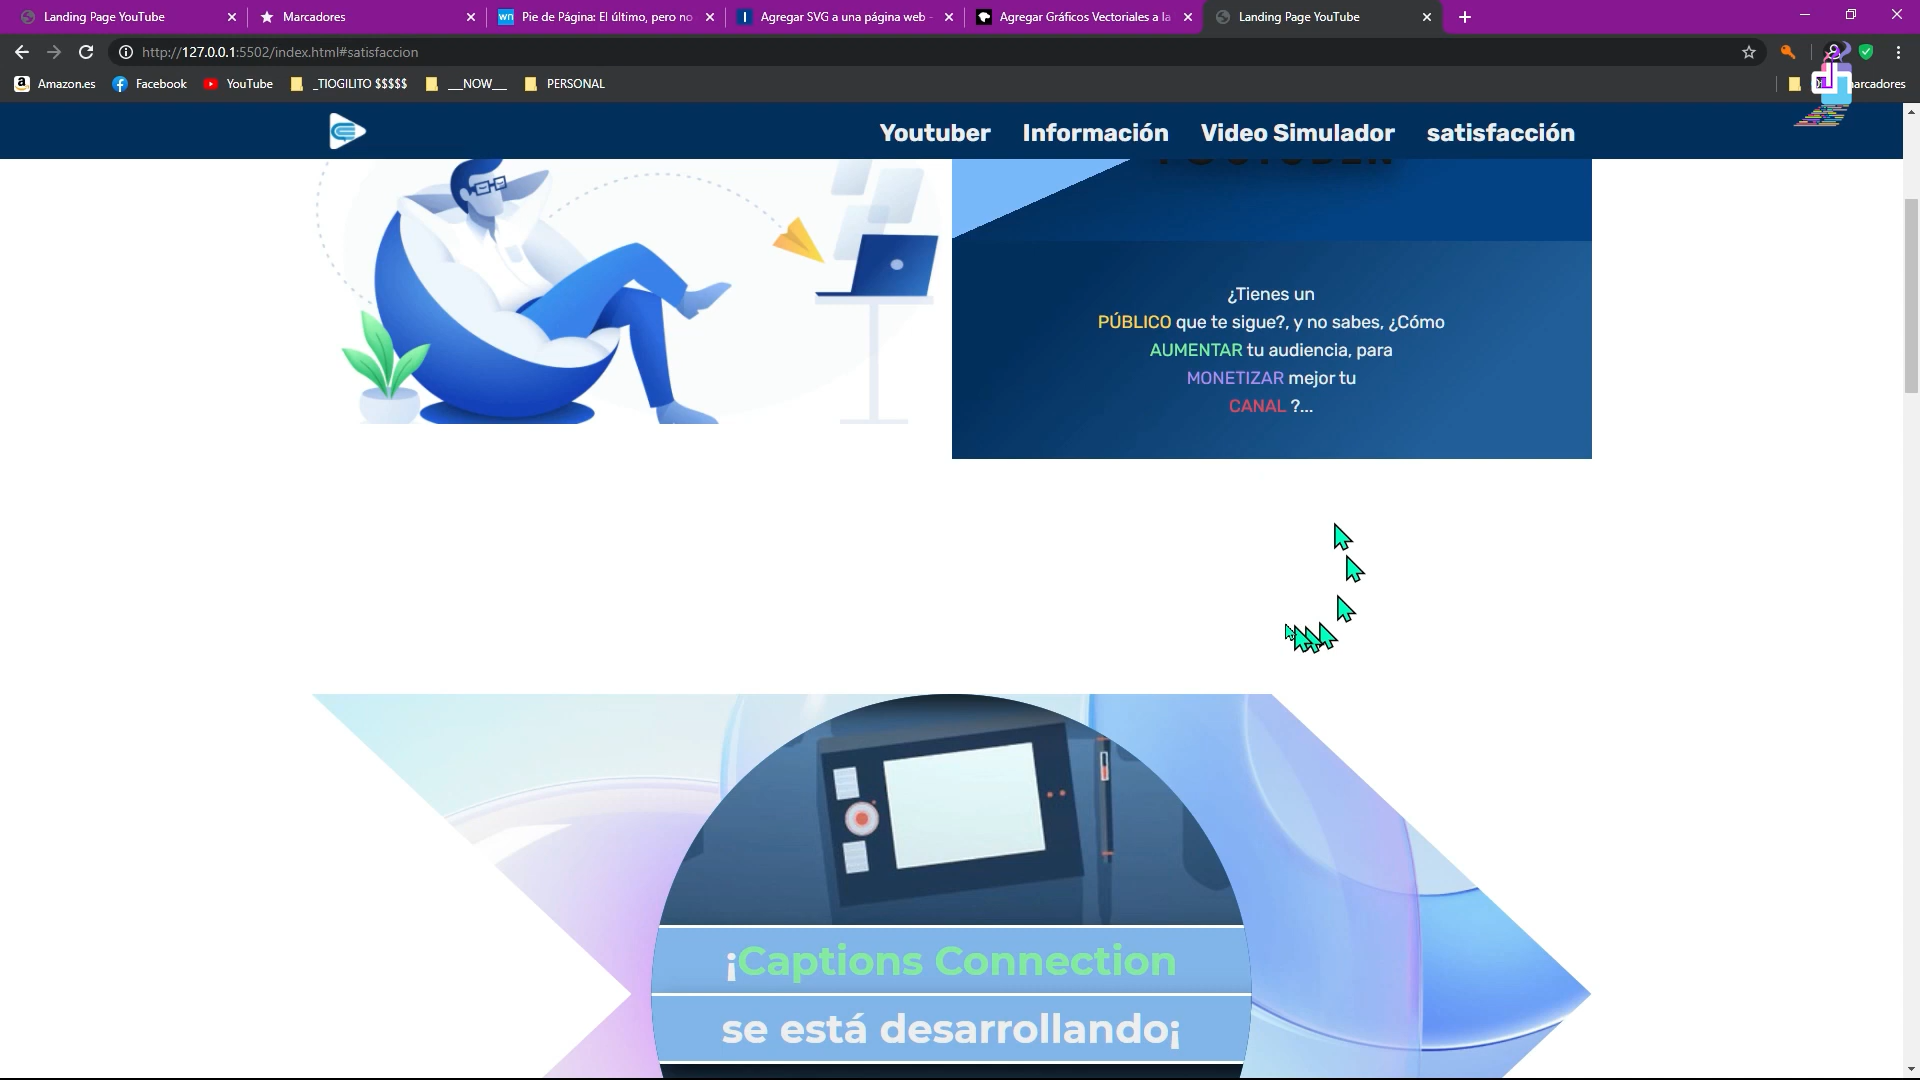 Landing Page YouTube
Marcadores
Pie de Página: El último, pero no
Agregar SVG a una página web -
Agregar Gráficos Vectoriales a la
Landing Page YouTube
http://127.0.0.1:5502/index.html#satisfaccion
Amazon.es
Facebook
YouTube
_TIOGILITO $$$$$
___NOW___
PERSONAL
marcadores
Youtuber
Información
Video Simulador
satisfacción
¿Tienes un
PÚBLICO que te sigue?, y no sabes, ¿Cómo
AUMENTAR tu audiencia, para
MONETIZAR mejor tu
CANAL ?...
¡Captions Connection
se está desarrollando¡